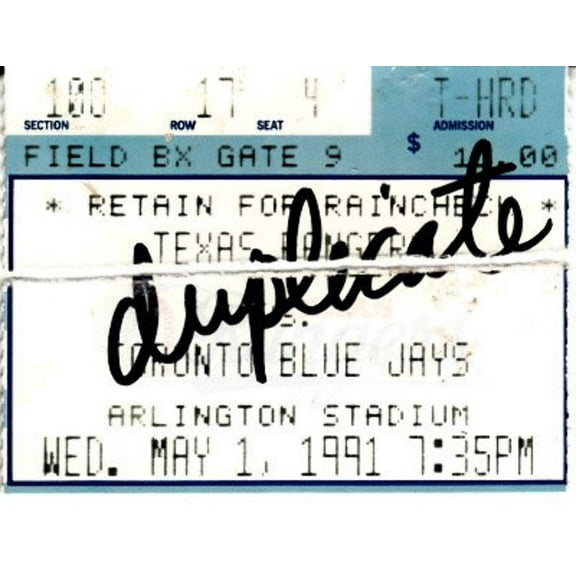 100 17 4 T-HRD
SECTION ROW SEAT ADMISSION
FIELD BX GATE 9 $ 1 .00
* RETAIN FOR RAINCHECK *
TEXAS RANGERS
duplicate
VS.
TORONTO BLUE JAYS
ARLINGTON STADIUM
WED. MAY 1, 1991 7:35PM